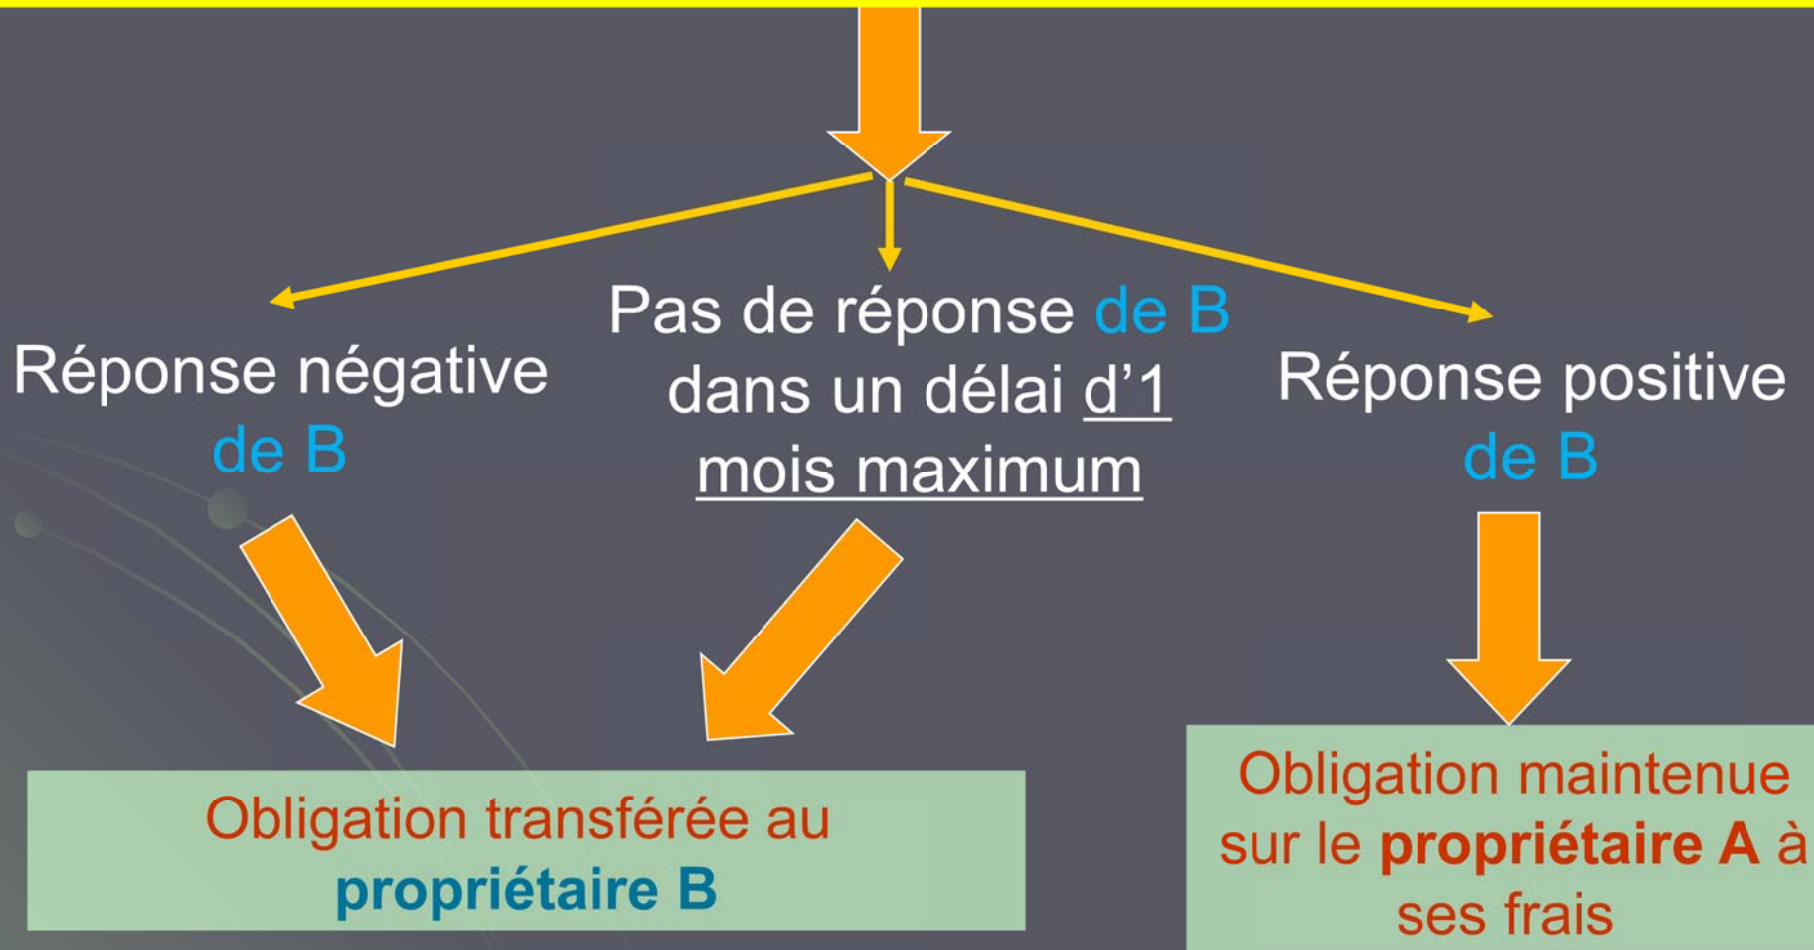 Réponse négative
de B
Pas de réponse de B
dans un délai d’1
mois maximum
Réponse positive
de B
Obligation transférée au
propriétaire B
Obligation maintenue
sur le propriétaire A à
ses frais